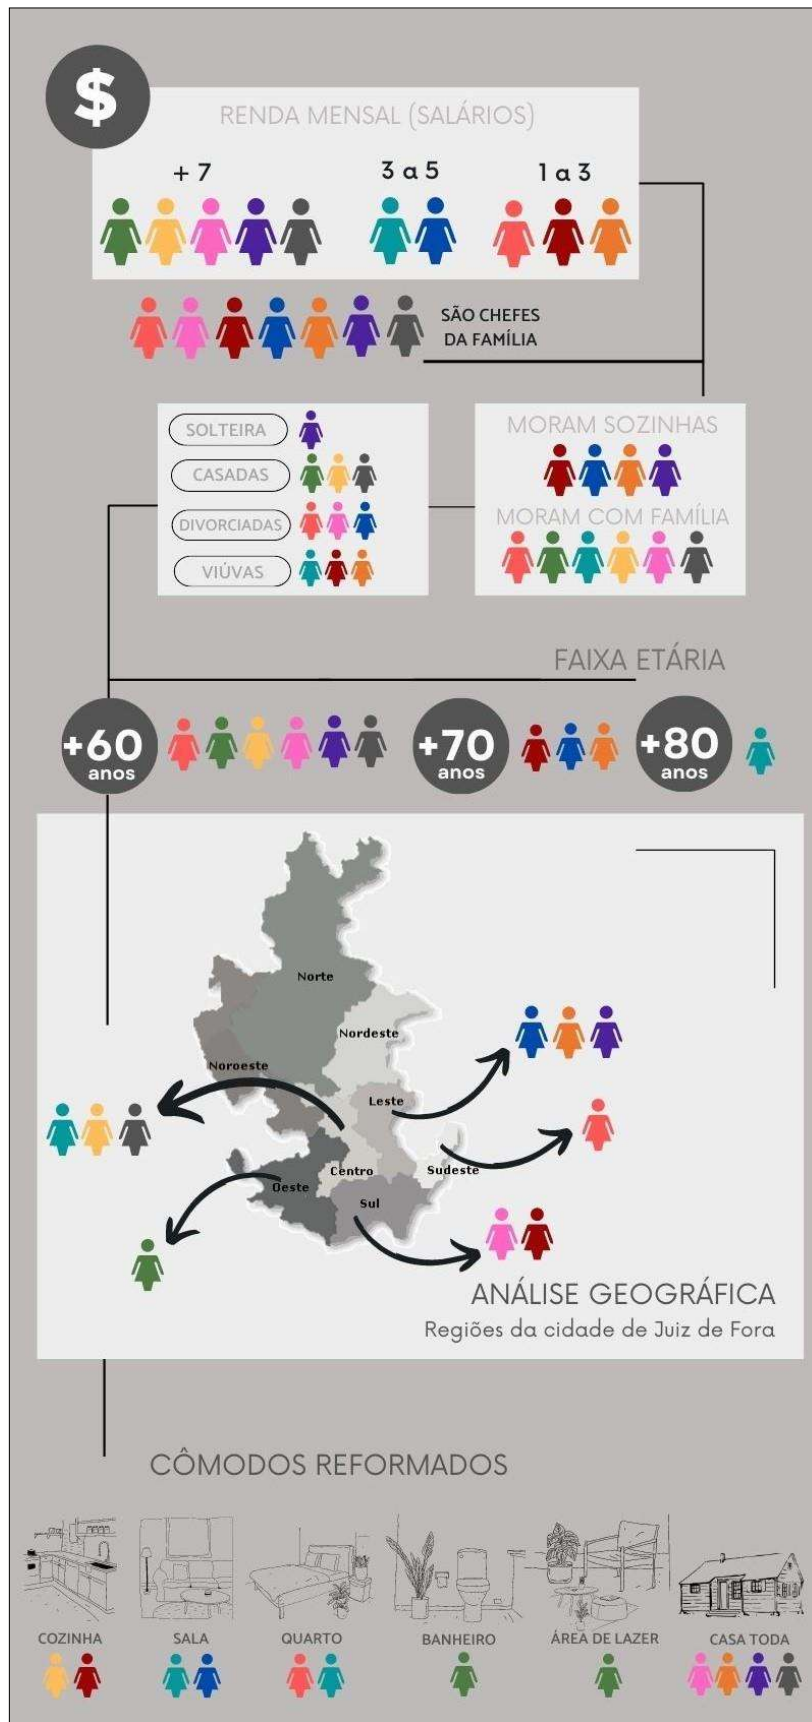 $
RENDA MENSAL (SALÁRIOS)
+ 7
3 a 5
1 a 3
SÃO CHEFES
DA FAMÍLIA
SOLTEIRA
CASADAS
DIVORCIADAS
VIÚVAS
MORAM SOZINHAS
MORAM COM FAMÍLIA
FAIXA ETÁRIA
+60
anos
+70
anos
+80
anos
Norte
Nordeste
Noroeste
Leste
Centro
Sudeste
Oeste
Sul
ANÁLISE GEOGRÁFICA
Regiões da cidade de Juiz de Fora
CÔMODOS REFORMADOS
COZINHA
SALA
QUARTO
BANHEIRO
ÁREA DE LAZER
CASA TODA